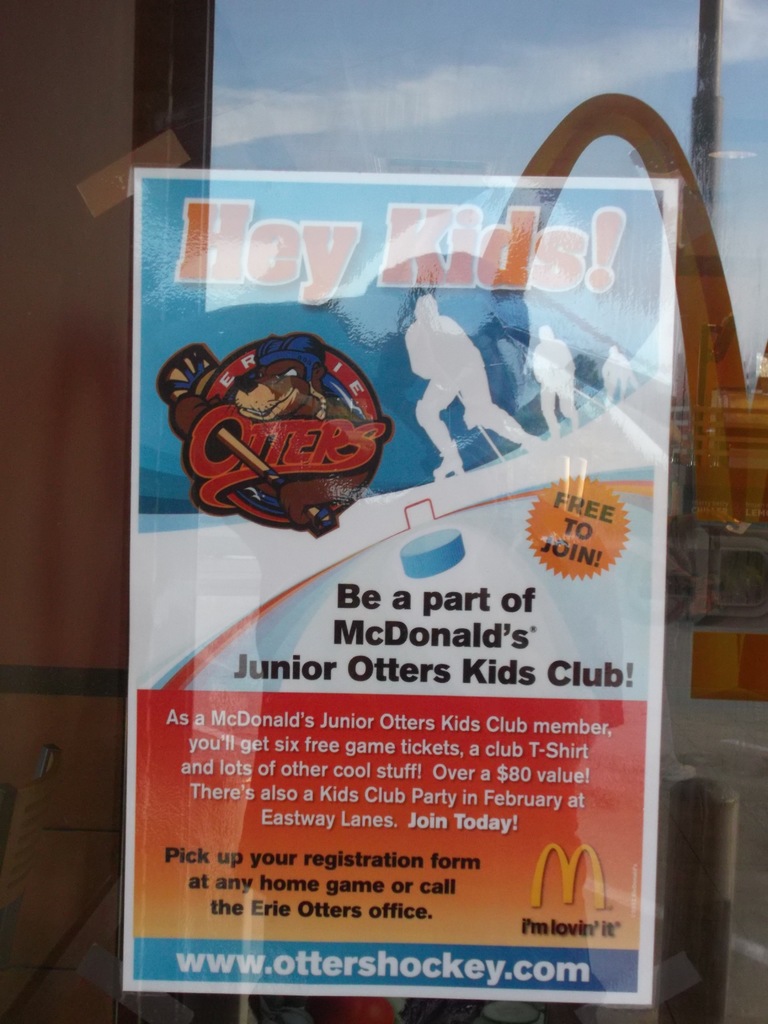 Hey Kids!
ERIE
OTTERS
FREE
TO
JOIN!
Be a part of
McDonald's®
Junior Otters Kids Club!
As a McDonald's Junior Otters Kids Club member,
you'll get six free game tickets, a club T-Shirt
and lots of other cool stuff! Over a $80 value!
There's also a Kids Club Party in February at
Eastway Lanes. Join Today!
Pick up your registration form
at any home game or call
the Erie Otters office.
i'm lovin' it®
www.ottershockey.com